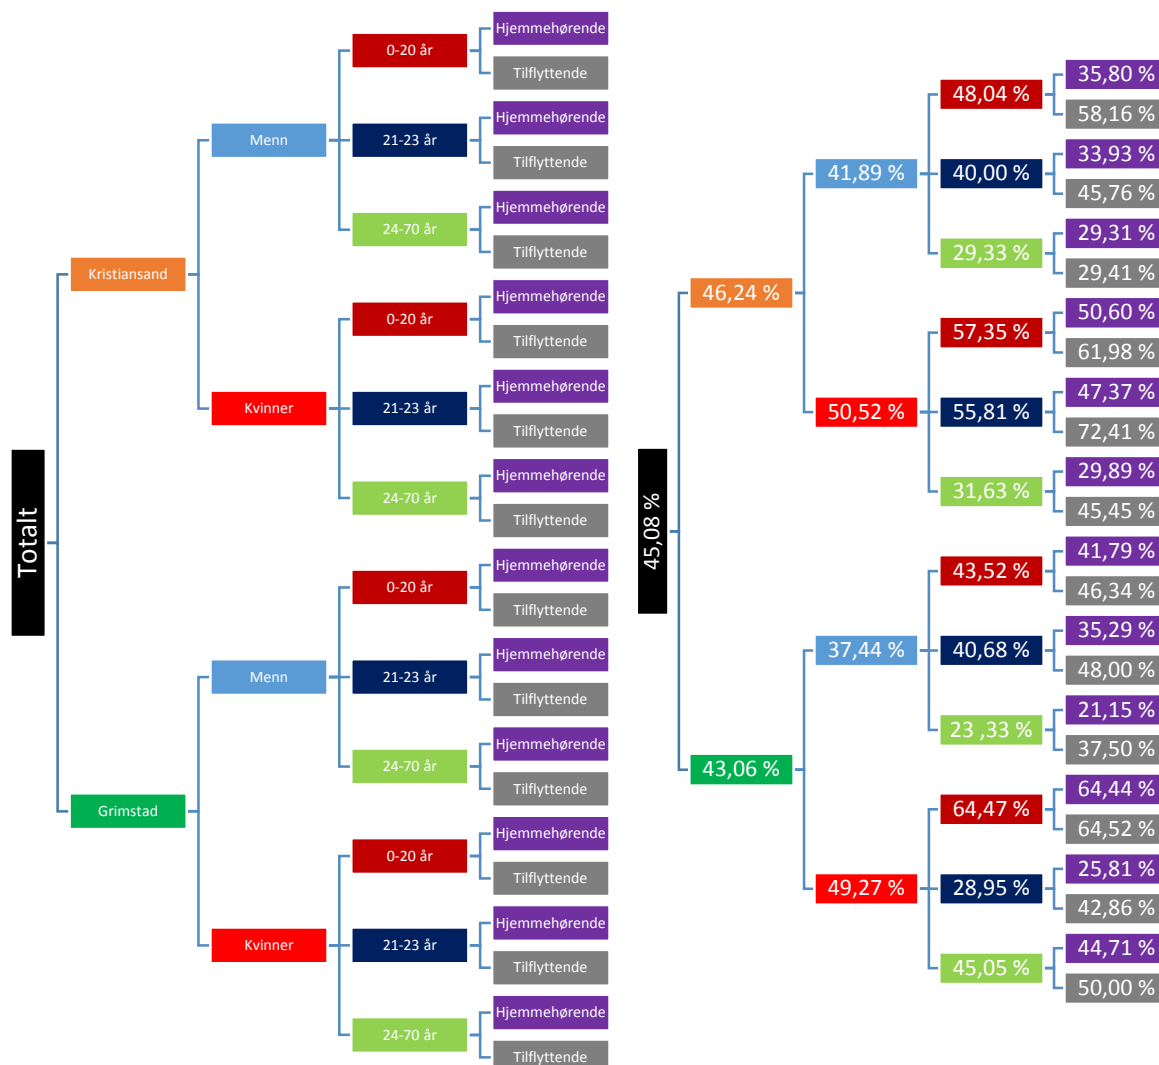 Totalt
Kristiansand
Menn
0-20 år
Hjemmehørende
Tilflyttende
21-23 år
Hjemmehørende
Tilflyttende
24-70 år
Hjemmehørende
Tilflyttende
Kvinner
0-20 år
Hjemmehørende
Tilflyttende
21-23 år
Hjemmehørende
Tilflyttende
24-70 år
Hjemmehørende
Tilflyttende
Grimstad
Menn
0-20 år
Hjemmehørende
Tilflyttende
21-23 år
Hjemmehørende
Tilflyttende
24-70 år
Hjemmehørende
Tilflyttende
Kvinner
0-20 år
Hjemmehørende
Tilflyttende
21-23 år
Hjemmehørende
Tilflyttende
24-70 år
Hjemmehørende
Tilflyttende
45,08 %
46,24 %
41,89 %
48,04 %
35,80 %
58,16 %
40,00 %
33,93 %
45,76 %
29,33 %
29,31 %
29,41 %
50,52 %
57,35 %
50,60 %
61,98 %
55,81 %
47,37 %
72,41 %
31,63 %
29,89 %
45,45 %
43,06 %
37,44 %
43,52 %
41,79 %
46,34 %
40,68 %
35,29 %
48,00 %
23 ,33 %
21,15 %
37,50 %
49,27 %
64,47 %
64,44 %
64,52 %
28,95 %
25,81 %
42,86 %
45,05 %
44,71 %
50,00 %